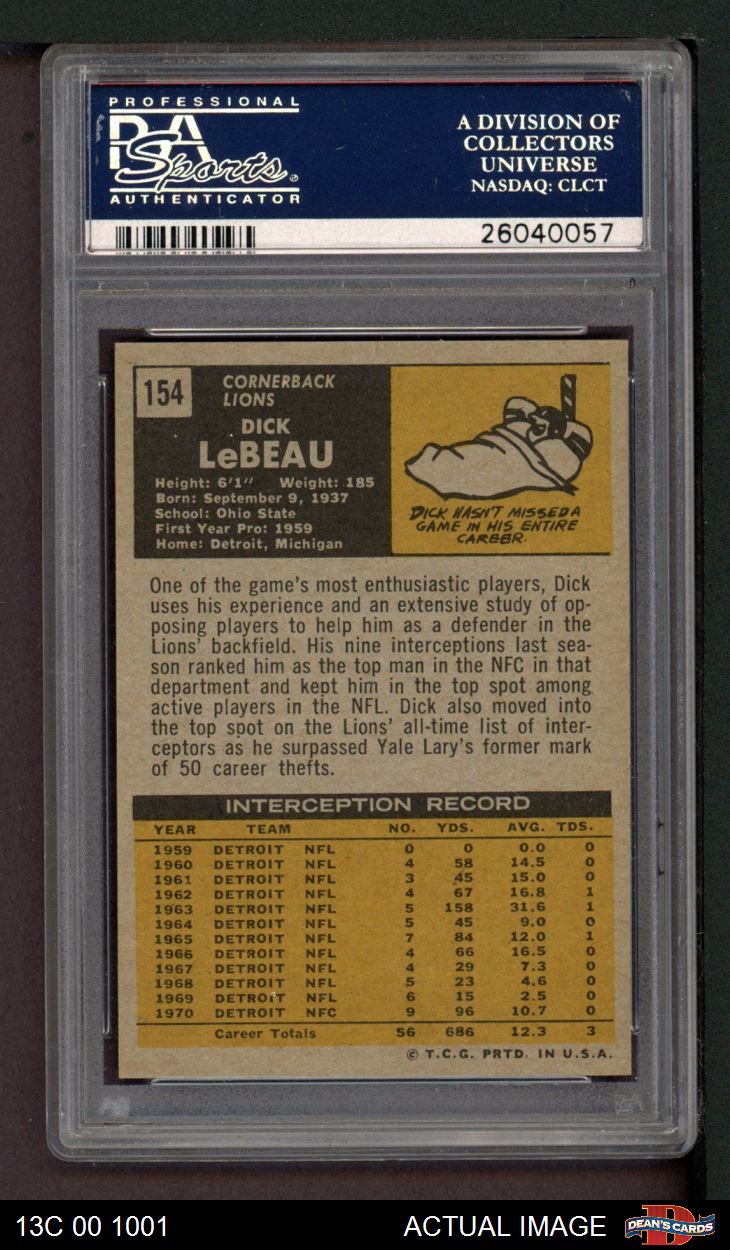 PROFESSIONAL
PSA
Sports
AUTHENTICATOR
A DIVISION OF
COLLECTORS
UNIVERSE
NASDAQ: CLCT
26040057
154
CORNERBACK
LIONS
DICK
LeBEAU
Height: 6'1" Weight: 185
Born: September 9, 1937
School: Ohio State
First Year Pro: 1959
Home: Detroit, Michigan
DICK HASN'T MISSED A
GAME IN HIS ENTIRE
CAREER.
One of the game's most enthusiastic players, Dick
uses his experience and an extensive study of op-
posing players to help him as a defender in the
Lions' backfield. His nine interceptions last sea-
son ranked him as the top man in the NFC in that
department and kept him in the top spot among
active players in the NFL. Dick also moved into
the top spot on the Lions' all-time list of inter-
ceptors as he surpassed Yale Lary's former mark
of 50 career thefts.
INTERCEPTION RECORD
YEAR TEAM NO. YDS. AVG. TDS.
1959 DETROIT NFL 0 0 0.0 0
1960 DETROIT NFL 4 58 14.5 0
1961 DETROIT NFL 3 45 15.0 0
1962 DETROIT NFL 4 67 16.8 1
1963 DETROIT NFL 5 158 31.6 1
1964 DETROIT NFL 5 45 9.0 0
1965 DETROIT NFL 7 84 12.0 1
1966 DETROIT NFL 4 66 16.5 0
1967 DETROIT NFL 4 29 7.3 0
1968 DETROIT NFL 5 23 4.6 0
1969 DETROIT NFL 6 15 2.5 0
1970 DETROIT NFC 9 96 10.7 0
Career Totals 56 686 12.3 3
© T.C.G. PRTD. IN U.S.A.
13C 00 1001
ACTUAL IMAGE
DEAN'S CARDS